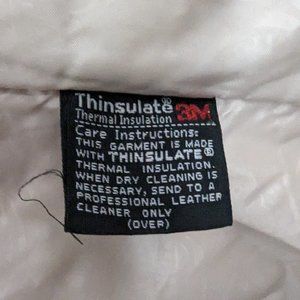 Thinsulate® 3M
Thermal Insulation
Care Instructions:
THIS GARMENT IS MADE
WITH THINSULATE®
THERMAL INSULATION.
WHEN DRY CLEANING IS
NECESSARY, SEND TO A
PROFESSIONAL LEATHER
CLEANER ONLY
(OVER)